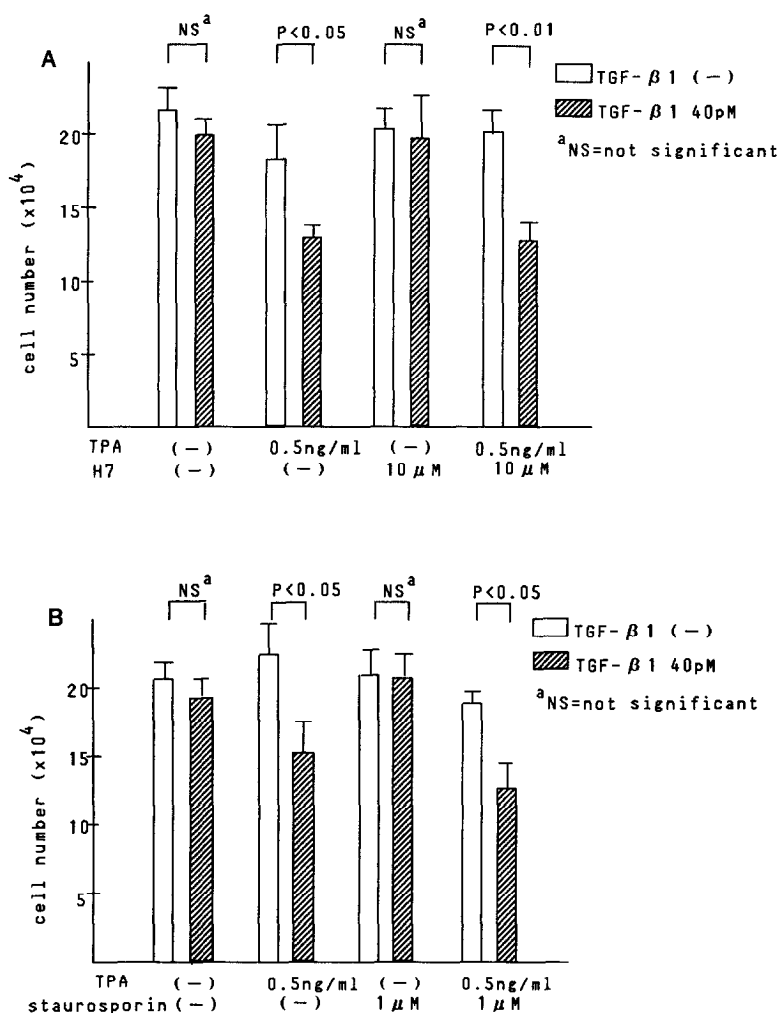 A
NSa P<0.05 NSa P<0.01
TGF-β1 (−)
TGF-β1 40pM
aNS=not significant
cell number (x10⁴)
20
15
10
5
TPA (−) 0.5ng/ml (−) 0.5ng/ml
H7 (−) (−) 10 μM 10 μM
B
NSa P<0.05 NSa P<0.05
TGF-β1 (−)
TGF-β1 40pM
aNS=not significant
cell number (x10⁴)
20
15
10
5
TPA (−) 0.5ng/ml (−) 0.5ng/ml
staurosporin (−) (−) 1 μM 1 μM